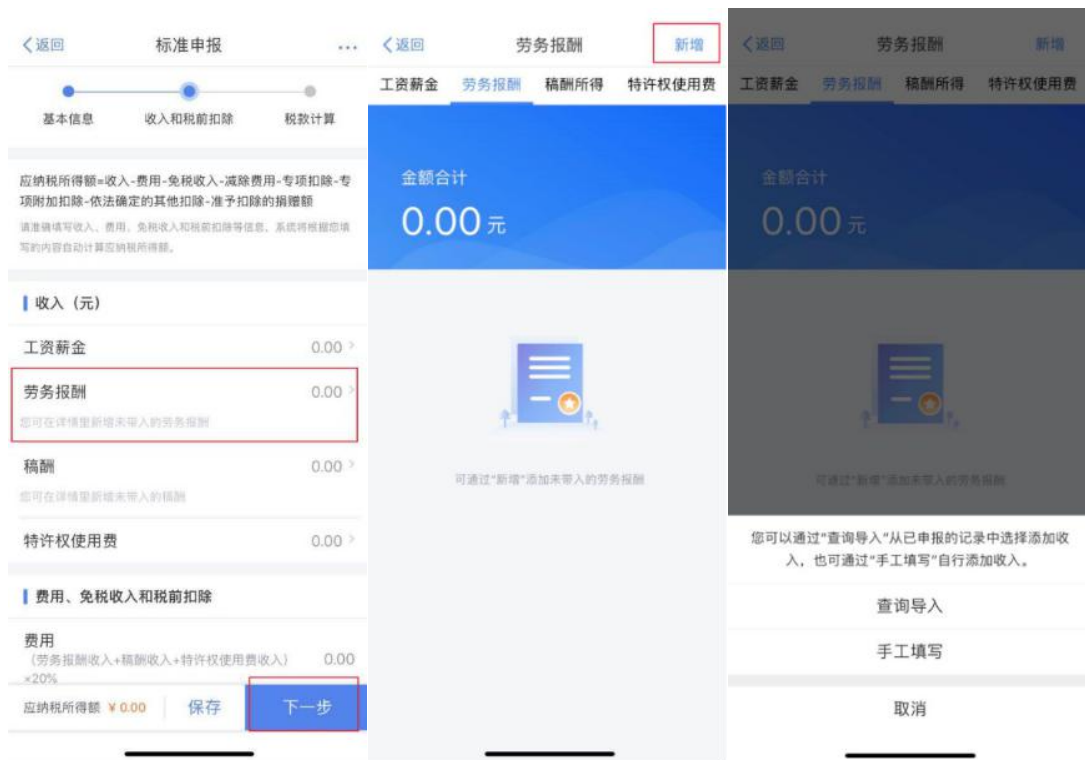 返回 标准申报 ...
基本信息 收入和税前扣除 税款计算
应纳税所得额=收入-费用-免税收入-减除费用-专项扣除-专
项附加扣除-依法确定的其他扣除-准予扣除的捐赠额
请准确填写收入、费用、免税收入和税前扣除等信息，系统将根据您填
写的内容自动计算应纳税所得额。
收入（元）
工资薪金 0.00
劳务报酬 0.00
您可在详情里新增未带入的劳务报酬
稿酬 0.00
您可在详情里新增未带入的稿酬
特许权使用费 0.00
费用、免税收入和税前扣除
费用
（劳务报酬收入+稿酬收入+特许权使用费收入） 0.00
×20%
应纳税所得额 ¥0.00 保存 下一步
返回 劳务报酬 新增
工资薪金 劳务报酬 稿酬所得 特许权使用费
金额合计
0.00元
可通过“新增”添加未带入的劳务报酬
返回 劳务报酬 新增
工资薪金 劳务报酬 稿酬所得 特许权使用费
金额合计
0.00元
可通过“新增”添加未带入的劳务报酬
您可以通过“查询导入”从已申报的记录中选择添加收
入，也可通过“手工填写”自行添加收入。
查询导入
手工填写
取消